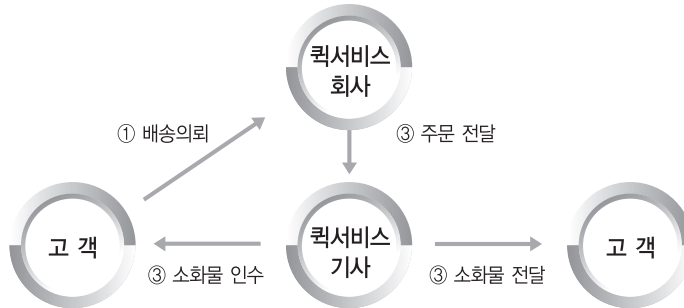 퀵서비스
회사
① 배송의뢰
③ 주문 전달
고 객
퀵서비스
기사
고 객
③ 소화물 인수
③ 소화물 전달